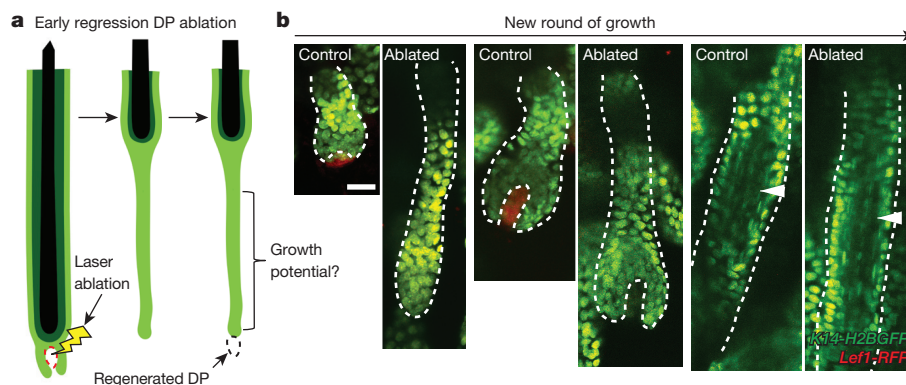 a Early regression DP ablation
Laser
ablation
Growth
potential?
Regenerated DP
b New round of growth
Control
Ablated
Control
Ablated
Control
Ablated
K14-H2BGFP
Lef1-RFP